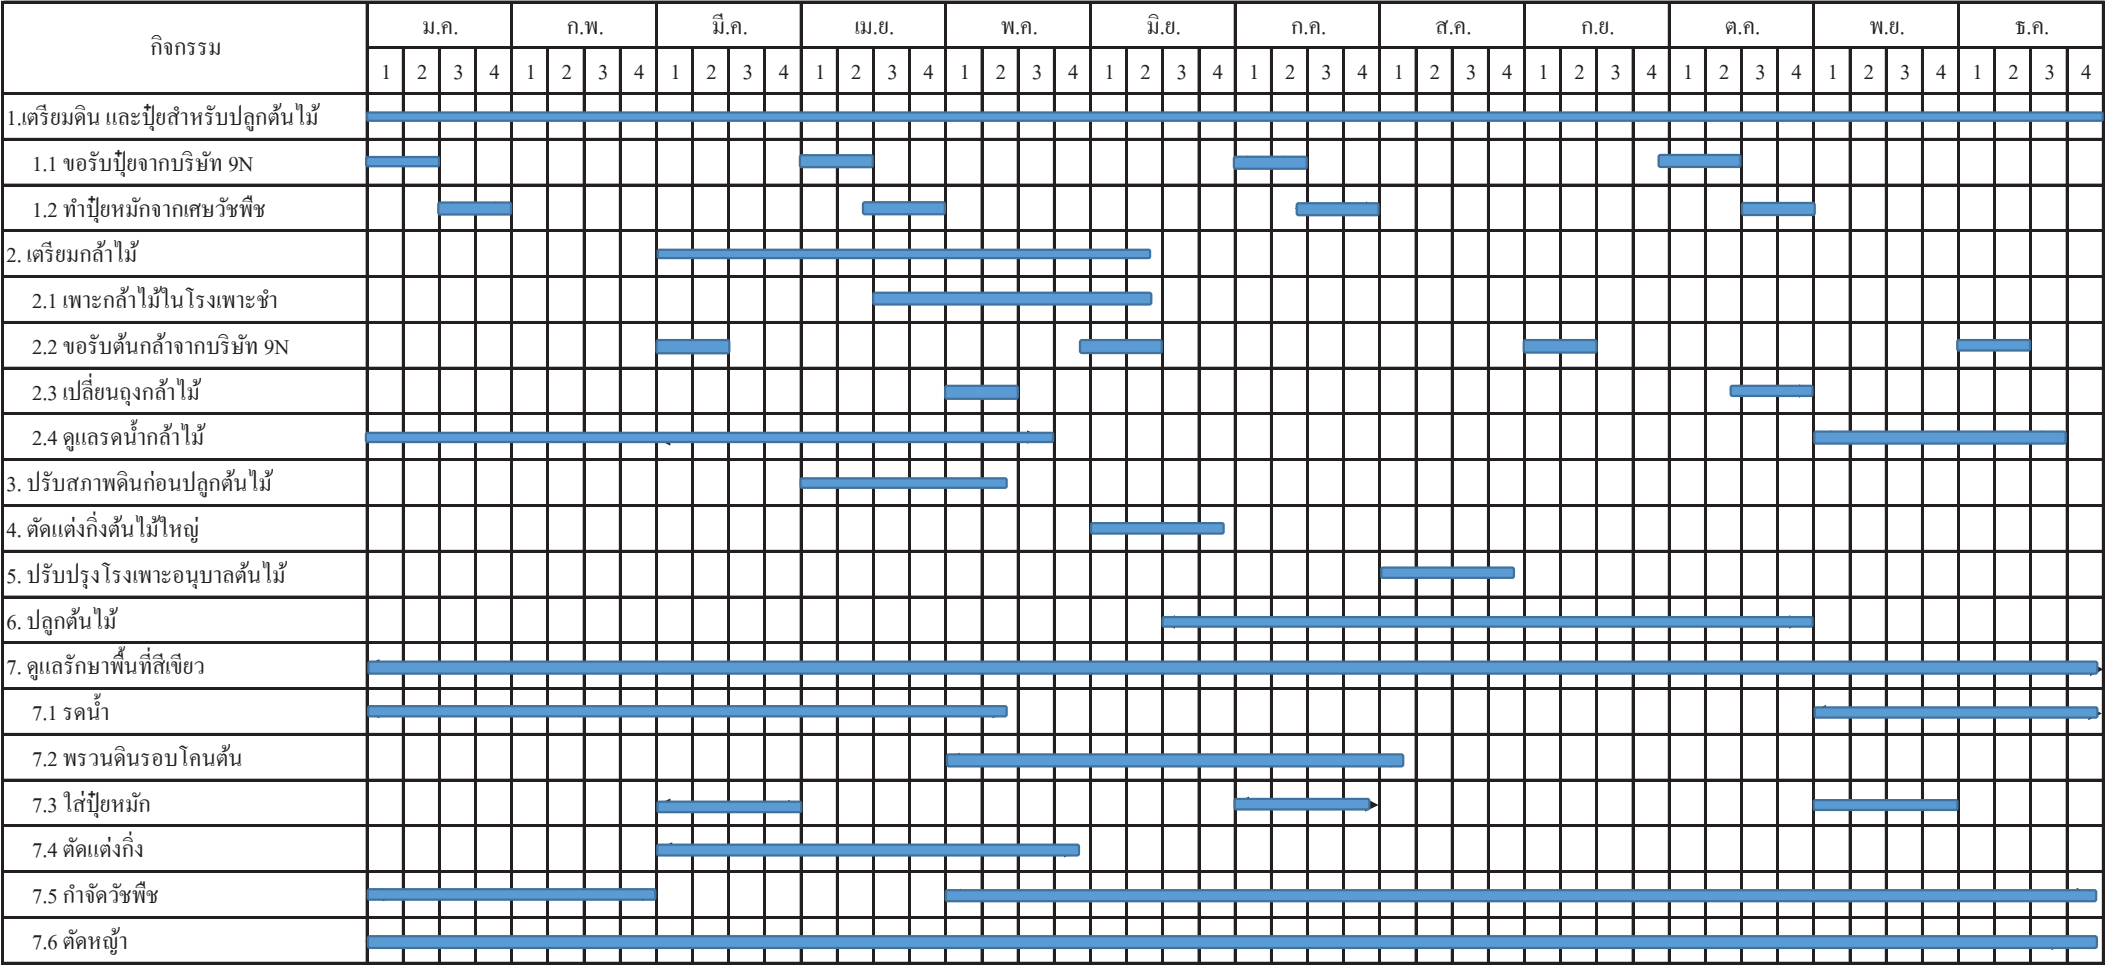 กิจกรรม ม.ค. ก.พ. มี.ค. เม.ย. พ.ค. มิ.ย. ก.ค. ส.ค. ก.ย. ต.ค. พ.ย. ธ.ค.
1 2 3 4 1 2 3 4 1 2 3 4 1 2 3 4 1 2 3 4 1 2 3 4 1 2 3 4 1 2 3 4 1 2 3 4 1 2 3 4 1 2 3 4 1 2 3 4
1.เตรียมดิน และปุ๋ยสำหรับปลูกต้นไม้
1.1 ขอรับปุ๋ยจากบริษัท 9N
1.2 ทำปุ๋ยหมักจากเศษวัชพืช
2. เตรียมกล้าไม้
2.1 เพาะกล้าไม้ในโรงเพาะชำ
2.2 ขอรับต้นกล้าจากบริษัท 9N
2.3 เปลี่ยนถุงกล้าไม้
2.4 ดูแลรดน้ำกล้าไม้
3. ปรับสภาพดินก่อนปลูกต้นไม้
4. ตัดแต่งกิ่งต้นไม้ใหญ่
5. ปรับปรุงโรงเพาะอนุบาลต้นไม้
6. ปลูกต้นไม้
7. ดูแลรักษาพื้นที่สีเขียว
7.1 รดน้ำ
7.2 พรวนดินรอบโคนต้น
7.3 ใส่ปุ๋ยหมัก
7.4 ตัดแต่งกิ่ง
7.5 กำจัดวัชพืช
7.6 ตัดหญ้า